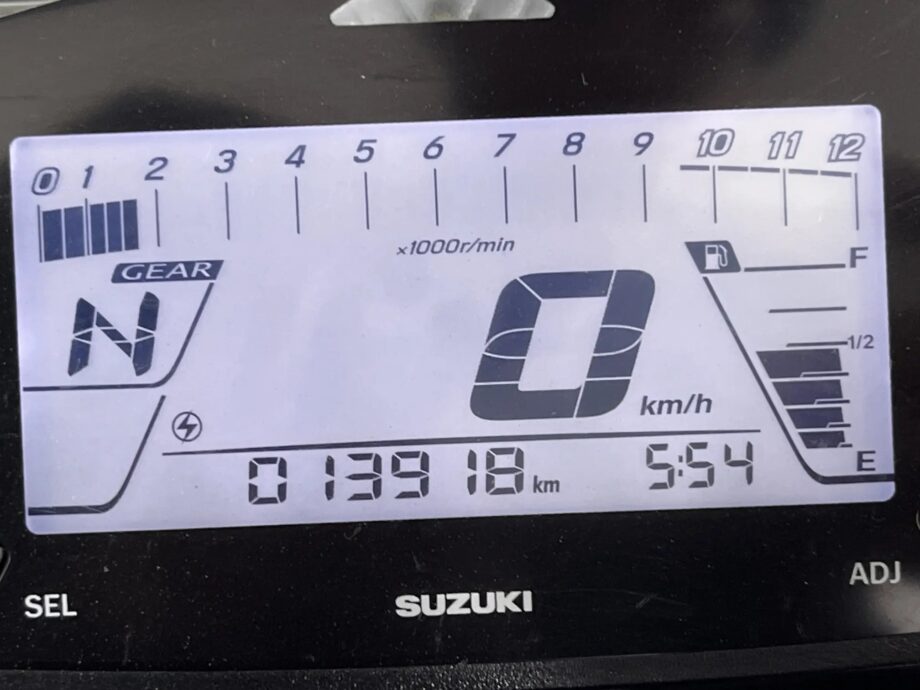 0 1 2 3 4 5 6 7 8 9 10 11 12
x1000r/min
GEAR
N
0 km/h
F
1/2
E
013918 km
5:54
SEL
SUZUKI
ADJ